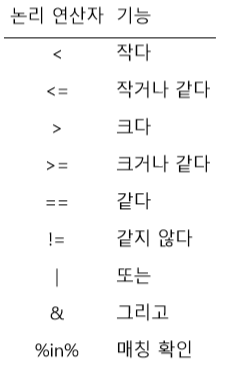 논리 연산자 기능
< 작다
<= 작거나 같다
> 크다
>= 크거나 같다
== 같다
!= 같지 않다
| 또는
& 그리고
%in% 매칭 확인